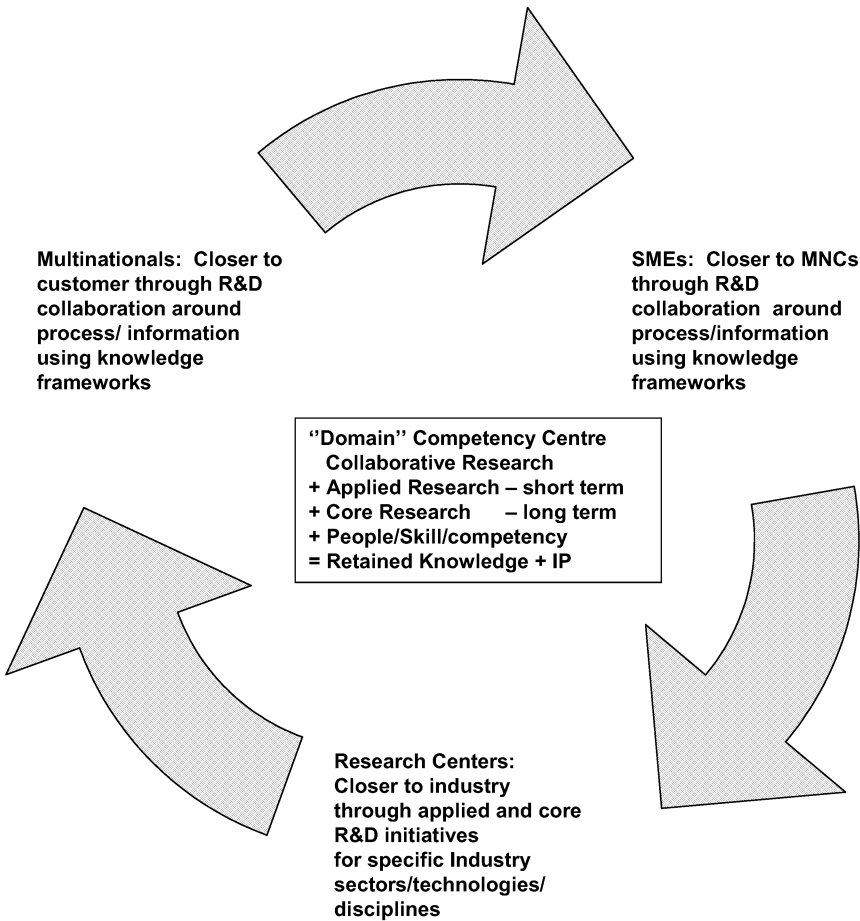 Multinationals:  Closer to
customer through R&D
collaboration around
process/ information
using knowledge
frameworks
SMEs:  Closer to MNCs
through R&D
collaboration  around
process/information
using knowledge
frameworks
‘’Domain’’ Competency Centre
Collaborative Research
+ Applied Research – short term
+ Core Research      – long term
+ People/Skill/competency
= Retained Knowledge + IP
Research Centers:
Closer to industry
through applied and core
R&D initiatives
for specific Industry
sectors/technologies/
disciplines